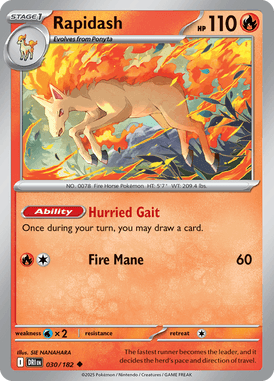 STAGE 1
Rapidash
HP 110
Evolves from Ponyta
NO. 0078 Fire Horse Pokémon HT: 5'7" WT: 209.4 lbs.
Ability Hurried Gait
Once during your turn, you may draw a card.
Fire Mane 60
weakness ×2 resistance retreat
Illus. SIE NANAHARA
I DRI EN 030/182
The fastest runner becomes the leader, and it
decides the herd's pace and direction of travel.
©2025 Pokémon / Nintendo / Creatures / GAME FREAK